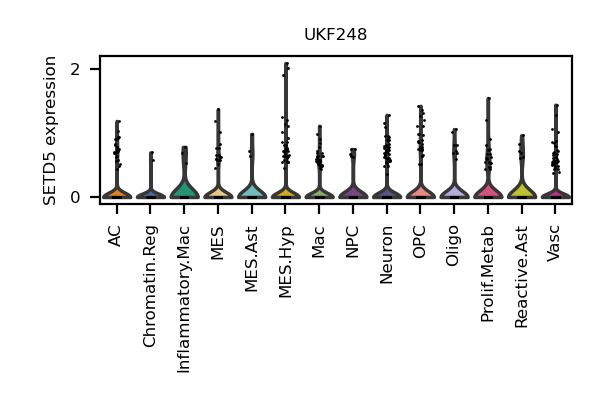 UKF248
SETD5 expression
2
0
AC
Chromatin.Reg
Inflammatory.Mac
MES
MES.Ast
MES.Hyp
Mac
NPC
Neuron
OPC
Oligo
Prolif.Metab
Reactive.Ast
Vasc